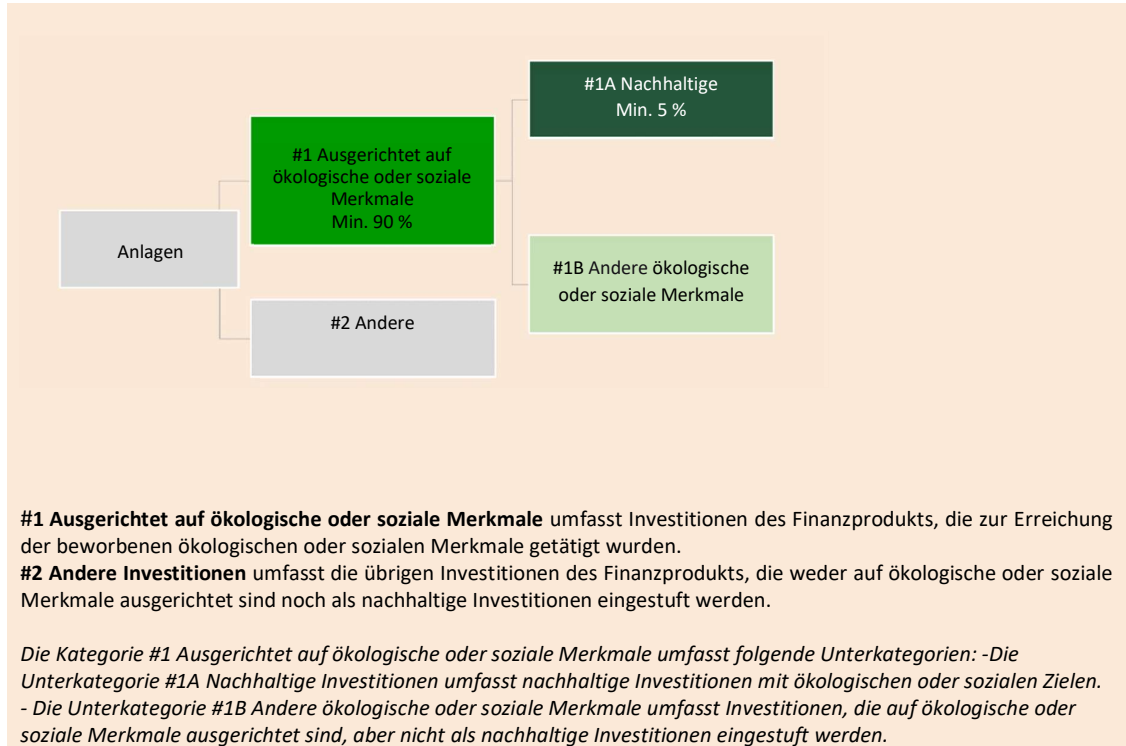 #1A Nachhaltige
Min. 5 %
#1 Ausgerichtet auf
ökologische oder soziale
Merkmale
Min. 90 %
Anlagen
#1B Andere ökologische
oder soziale Merkmale
#2 Andere
#1 Ausgerichtet auf ökologische oder soziale Merkmale umfasst Investitionen des Finanzprodukts, die zur Erreichung
der beworbenen ökologischen oder sozialen Merkmale getätigt wurden.
#2 Andere Investitionen umfasst die übrigen Investitionen des Finanzprodukts, die weder auf ökologische oder soziale
Merkmale ausgerichtet sind noch als nachhaltige Investitionen eingestuft werden.
Die Kategorie #1 Ausgerichtet auf ökologische oder soziale Merkmale umfasst folgende Unterkategorien: -Die
Unterkategorie #1A Nachhaltige Investitionen umfasst nachhaltige Investitionen mit ökologischen oder sozialen Zielen.
- Die Unterkategorie #1B Andere ökologische oder soziale Merkmale umfasst Investitionen, die auf ökologische oder
soziale Merkmale ausgerichtet sind, aber nicht als nachhaltige Investitionen eingestuft werden.